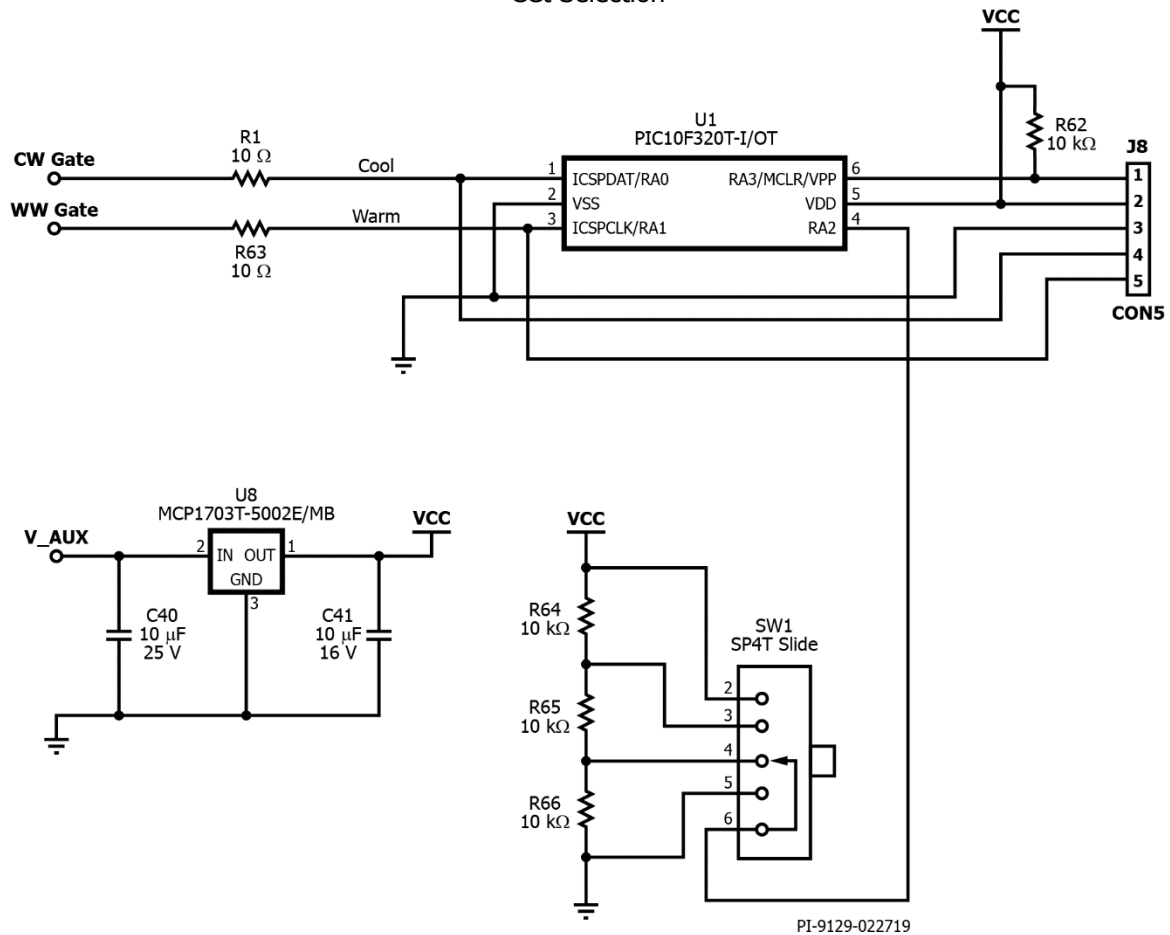 VCC
U1
PIC10F320T-I/OT
R1
10 Ω
R62
10 kΩ
J8
CW Gate
Cool
1
ICSPDAT/RA0
RA3/MCLR/VPP
6
1
2
VSS
VDD
5
2
WW Gate
Warm
3
ICSPCLK/RA1
RA2
4
3
R63
10 Ω
4
5
CON5
U8
MCP1703T-5002E/MB
VCC
V_AUX
2
IN OUT
1
GND
3
C40
10 μF
25 V
C41
10 μF
16 V
VCC
R64
10 kΩ
SW1
SP4T Slide
2
R65
10 kΩ
3
4
5
R66
10 kΩ
6
PI-9129-022719